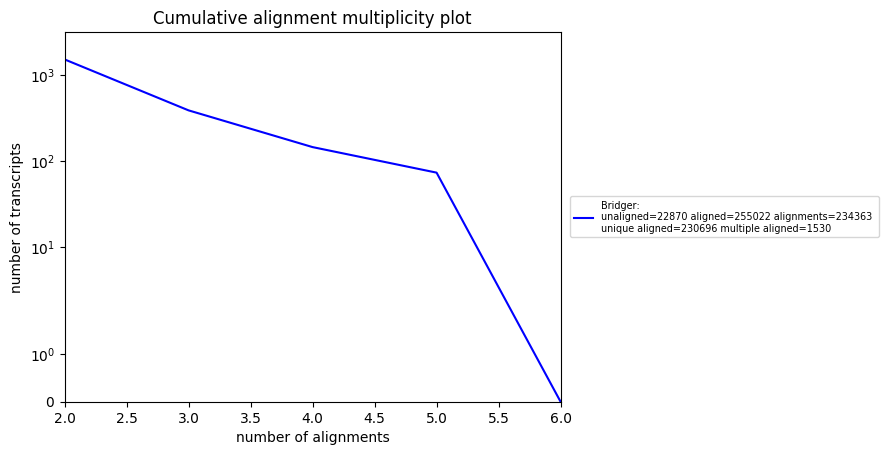 Cumulative alignment multiplicity plot
number of transcripts
10³
10²
10¹
10⁰
0
2.0 2.5 3.0 3.5 4.0 4.5 5.0 5.5 6.0
number of alignments
Bridger:
unaligned=22870 aligned=255022 alignments=234363
unique aligned=230696 multiple aligned=1530